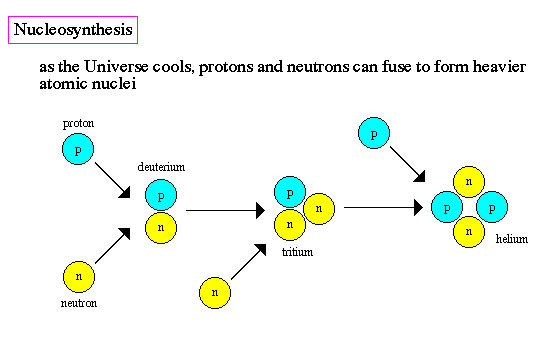 Nucleosynthesis
as the Universe cools, protons and neutrons can fuse to form heavier
atomic nuclei
proton
p
deuterium
p
n
n
neutron
p
n
n
tritium
n
p
n
p
p
n
helium